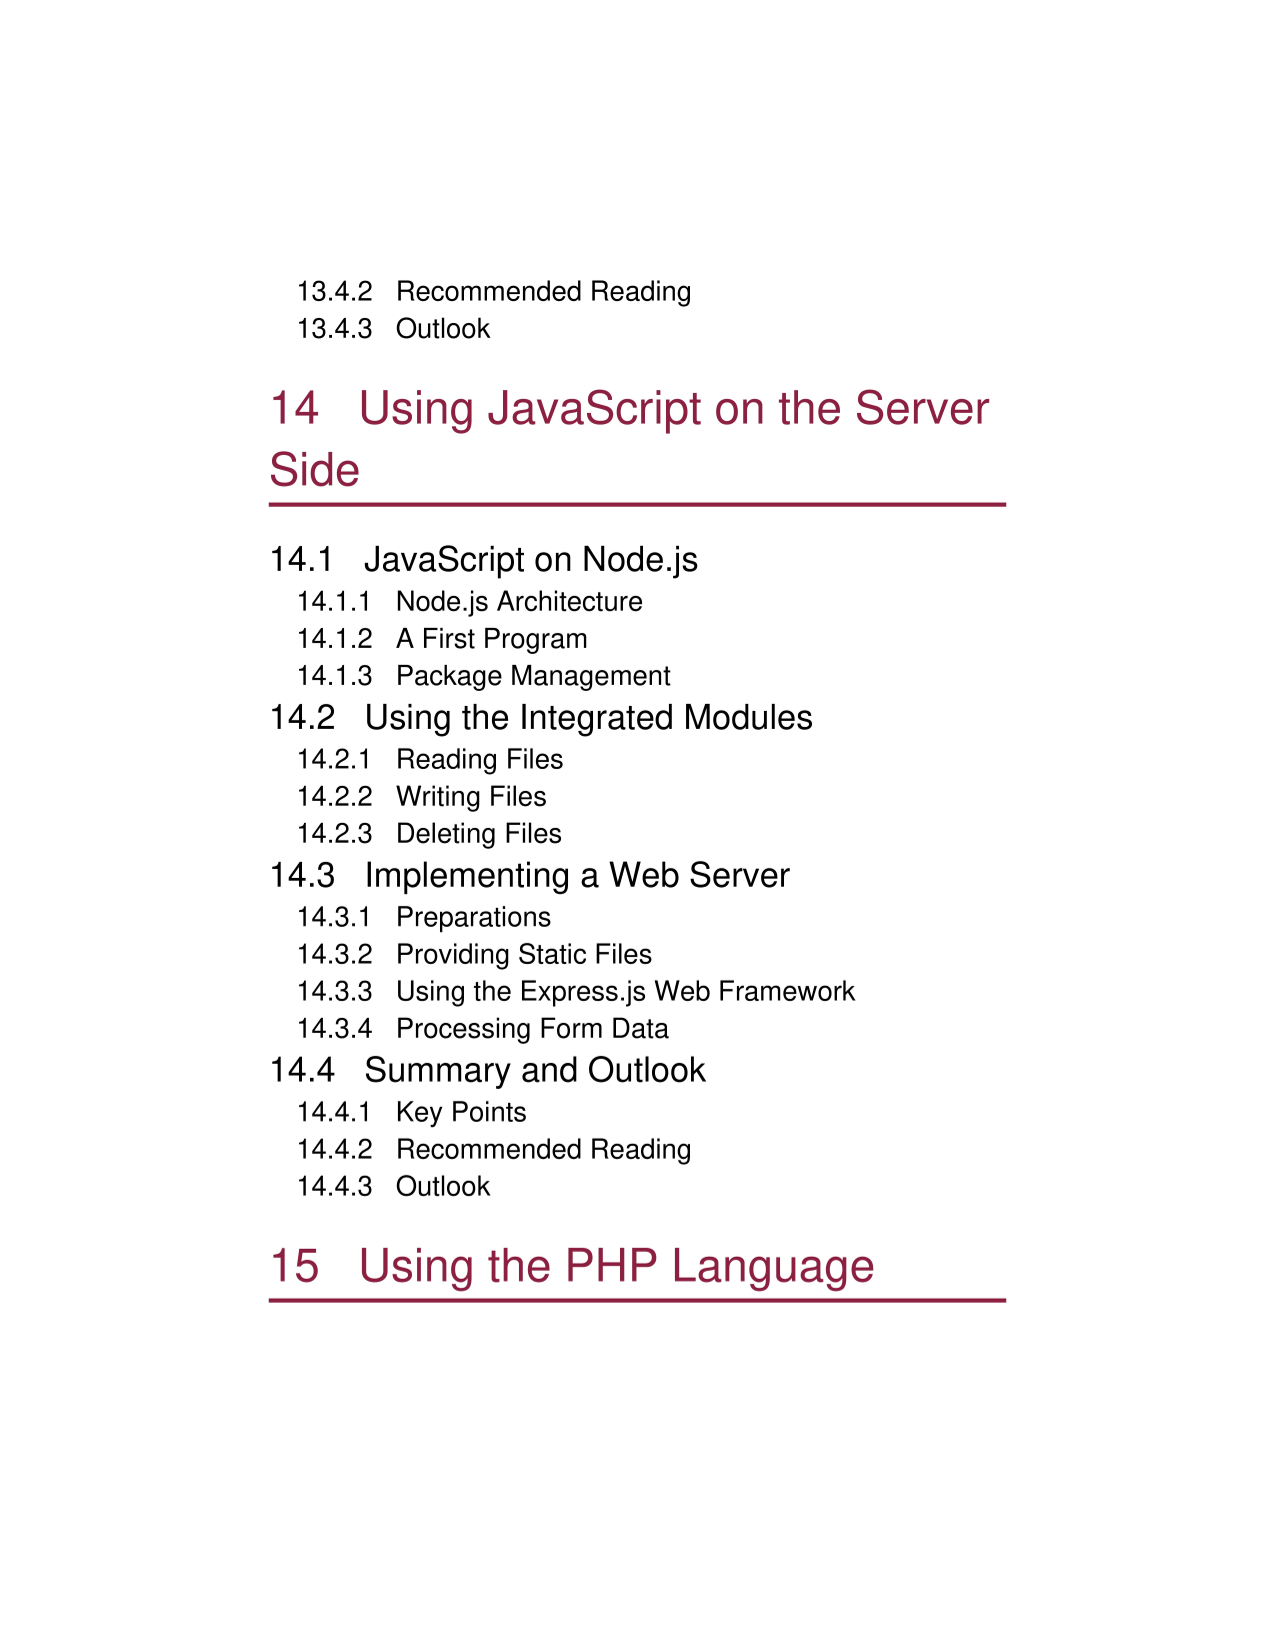 13.4.2 Recommended Reading
13.4.3 Outlook
14 Using JavaScript on the Server
Side
14.1 JavaScript on Node.js
14.1.1 Node.js Architecture
14.1.2 A First Program
14.1.3 Package Management
14.2 Using the Integrated Modules
14.2.1 Reading Files
14.2.2 Writing Files
14.2.3 Deleting Files
14.3 Implementing a Web Server
14.3.1 Preparations
14.3.2 Providing Static Files
14.3.3 Using the Express.js Web Framework
14.3.4 Processing Form Data
14.4 Summary and Outlook
14.4.1 Key Points
14.4.2 Recommended Reading
14.4.3 Outlook
15 Using the PHP Language